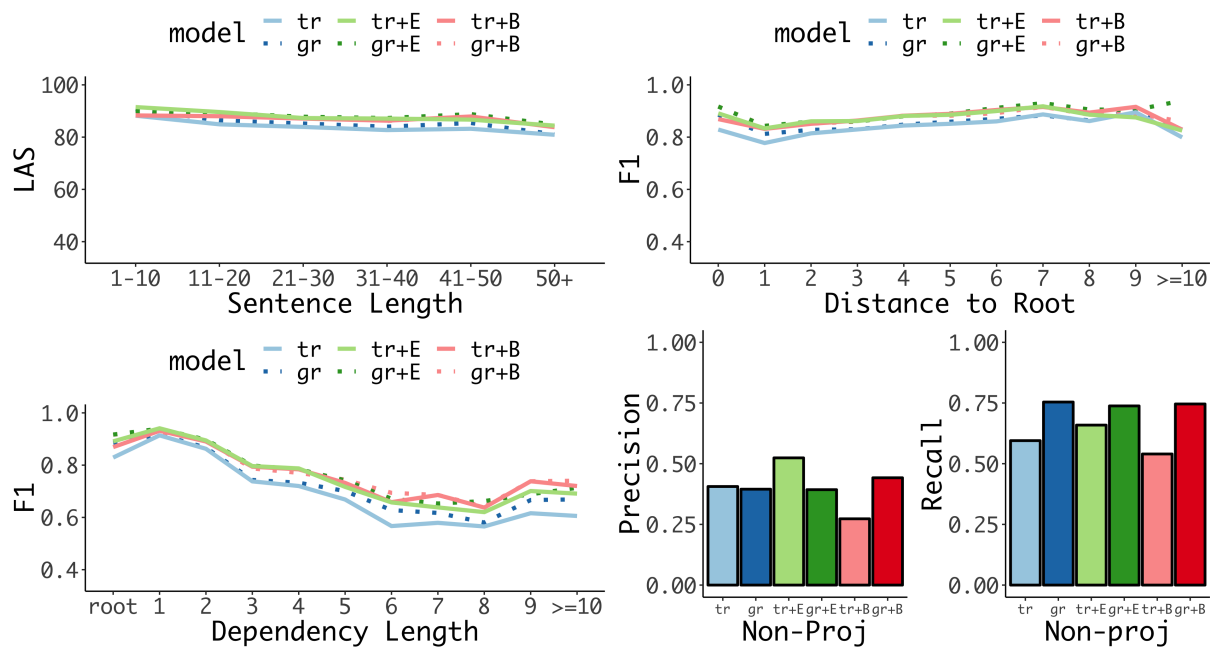 model tr tr+E tr+B
gr gr+E gr+B
100
80
60
40
LAS
1-10 11-20 21-30 31-40 41-50 50+
Sentence Length
model tr tr+E tr+B
gr gr+E gr+B
1.0
0.8
0.6
0.4
F1
0 1 2 3 4 5 6 7 8 9 >=10
Distance to Root
model tr tr+E tr+B
gr gr+E gr+B
1.0
0.8
0.6
0.4
F1
root 1 2 3 4 5 6 7 8 9 >=10
Dependency Length
1.00
0.75
0.50
0.25
0.00
Precision
tr gr tr+E gr+E tr+B gr+B
Non-Proj
1.00
0.75
0.50
0.25
0.00
Recall
tr gr tr+E gr+E tr+B gr+B
Non-proj